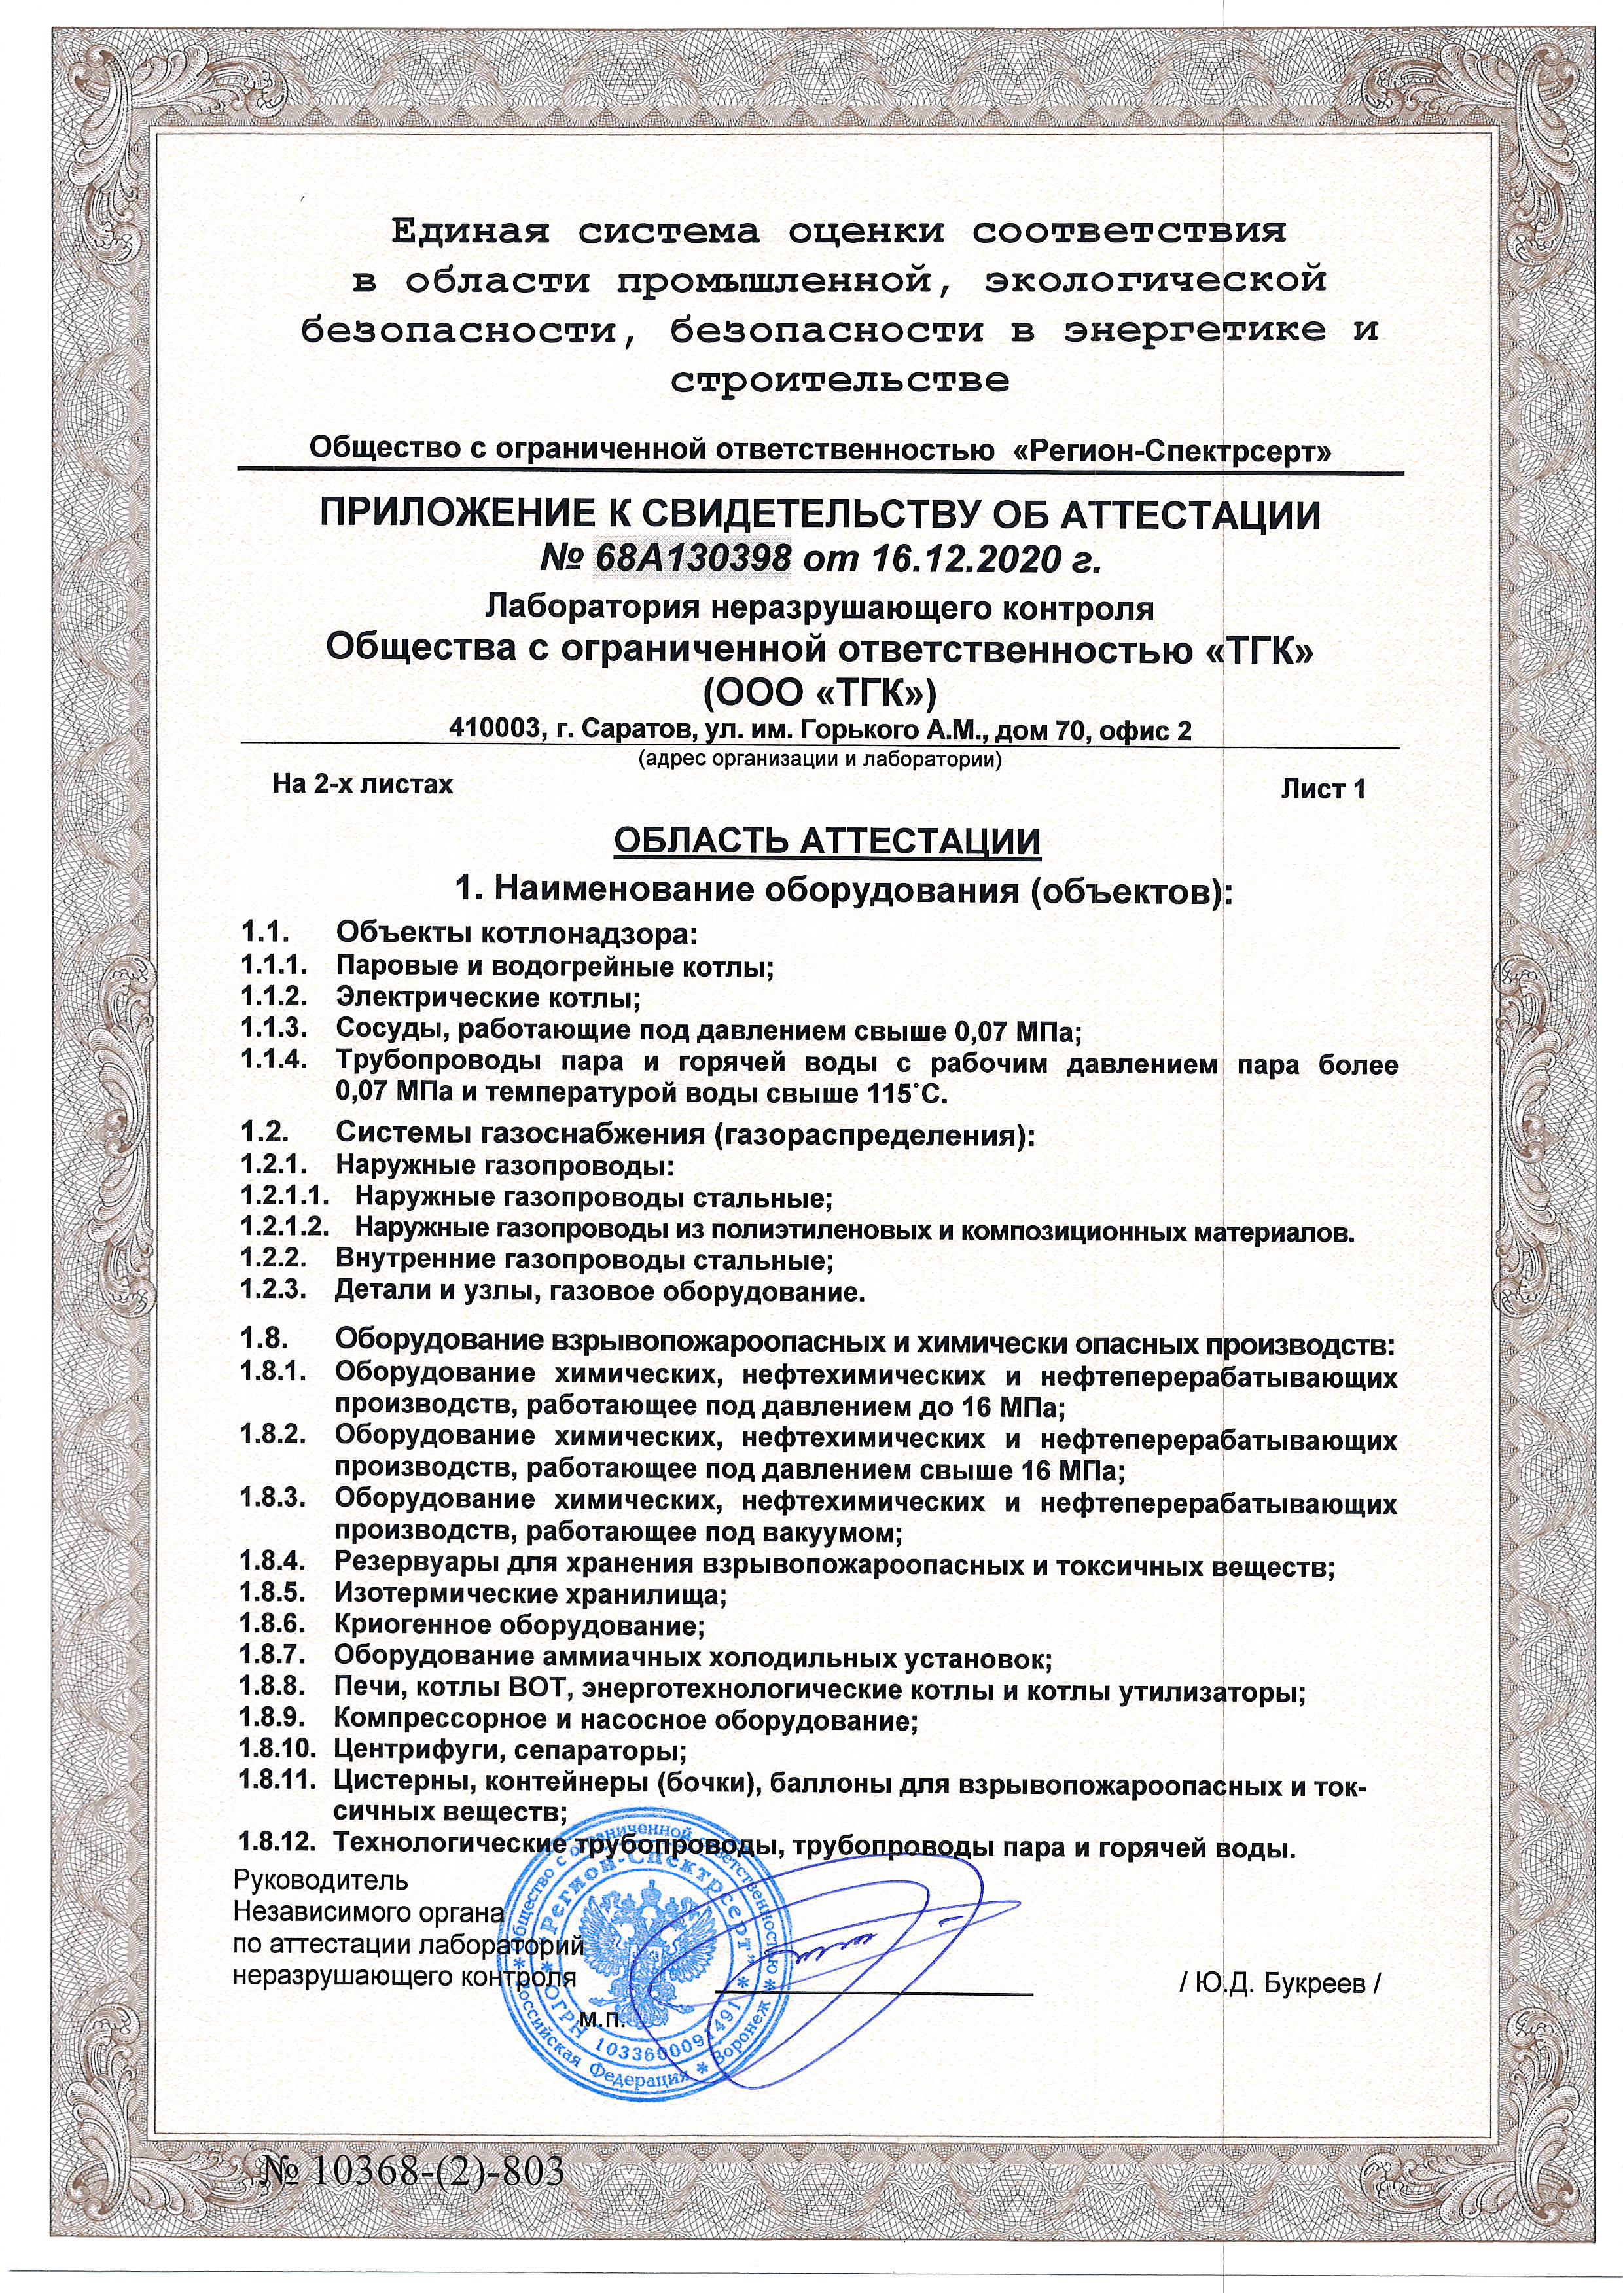 Единая система оценки соответствия
в области промышленной, экологической
безопасности, безопасности в энергетике и
строительстве
Общество с ограниченной ответственностью «Регион-Спектрсерт»
ПРИЛОЖЕНИЕ К СВИДЕТЕЛЬСТВУ ОБ АТТЕСТАЦИИ
№ 68А130398 от 16.12.2020 г.
Лаборатория неразрушающего контроля
Общества с ограниченной ответственностью «ТГК»
(ООО «ТГК»)
410003, г. Саратов, ул. им. Горького А.М., дом 70, офис 2
(адрес организации и лаборатории)
На 2-х листах Лист 1
ОБЛАСТЬ АТТЕСТАЦИИ
1. Наименование оборудования (объектов):
1.1. Объекты котлонадзора:
1.1.1. Паровые и водогрейные котлы;
1.1.2. Электрические котлы;
1.1.3. Сосуды, работающие под давлением свыше 0,07 МПа;
1.1.4. Трубопроводы пара и горячей воды с рабочим давлением пара более
0,07 МПа и температурой воды свыше 115˚С.
1.2. Системы газоснабжения (газораспределения):
1.2.1. Наружные газопроводы:
1.2.1.1. Наружные газопроводы стальные;
1.2.1.2. Наружные газопроводы из полиэтиленовых и композиционных материалов.
1.2.2. Внутренние газопроводы стальные;
1.2.3. Детали и узлы, газовое оборудование.
1.8. Оборудование взрывопожароопасных и химически опасных производств:
1.8.1. Оборудование химических, нефтехимических и нефтеперерабатывающих
производств, работающее под давлением до 16 МПа;
1.8.2. Оборудование химических, нефтехимических и нефтеперерабатывающих
производств, работающее под давлением свыше 16 МПа;
1.8.3. Оборудование химических, нефтехимических и нефтеперерабатывающих
производств, работающее под вакуумом;
1.8.4. Резервуары для хранения взрывопожароопасных и токсичных веществ;
1.8.5. Изотермические хранилища;
1.8.6. Криогенное оборудование;
1.8.7. Оборудование аммиачных холодильных установок;
1.8.8. Печи, котлы ВОТ, энерготехнологические котлы и котлы утилизаторы;
1.8.9. Компрессорное и насосное оборудование;
1.8.10. Центрифуги, сепараторы;
1.8.11. Цистерны, контейнеры (бочки), баллоны для взрывопожароопасных и ток-
сичных веществ;
1.8.12. Технологические трубопроводы, трубопроводы пара и горячей воды.
Руководитель
Независимого органа
по аттестации лабораторий
неразрушающего контроля / Ю.Д. Букреев /
м.п.
Общество с ограниченной ответственностью * Воронеж * Российская Федерация *
"Регион-Спектрсерт" * ОГРН 1033600091491 *
№ 10368-(2)-803